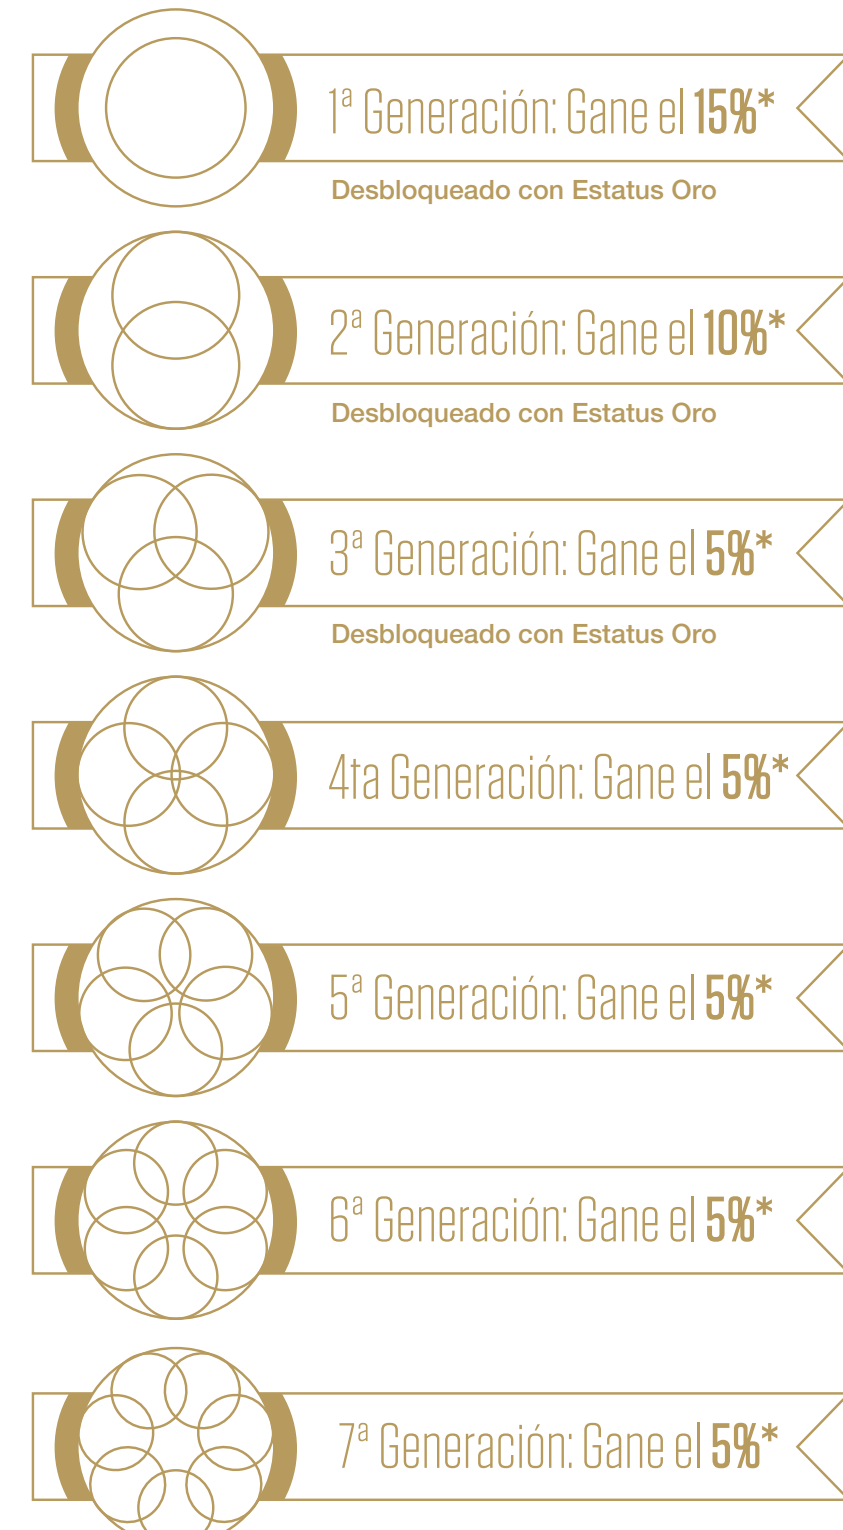 1ª Generación: Gane el 15%*
Desbloqueado con Estatus Oro
2ª Generación: Gane el 10%*
Desbloqueado con Estatus Oro
3ª Generación: Gane el 5%*
Desbloqueado con Estatus Oro
4ta Generación: Gane el 5%*
5ª Generación: Gane el 5%*
6ª Generación: Gane el 5%*
7ª Generación: Gane el 5%*